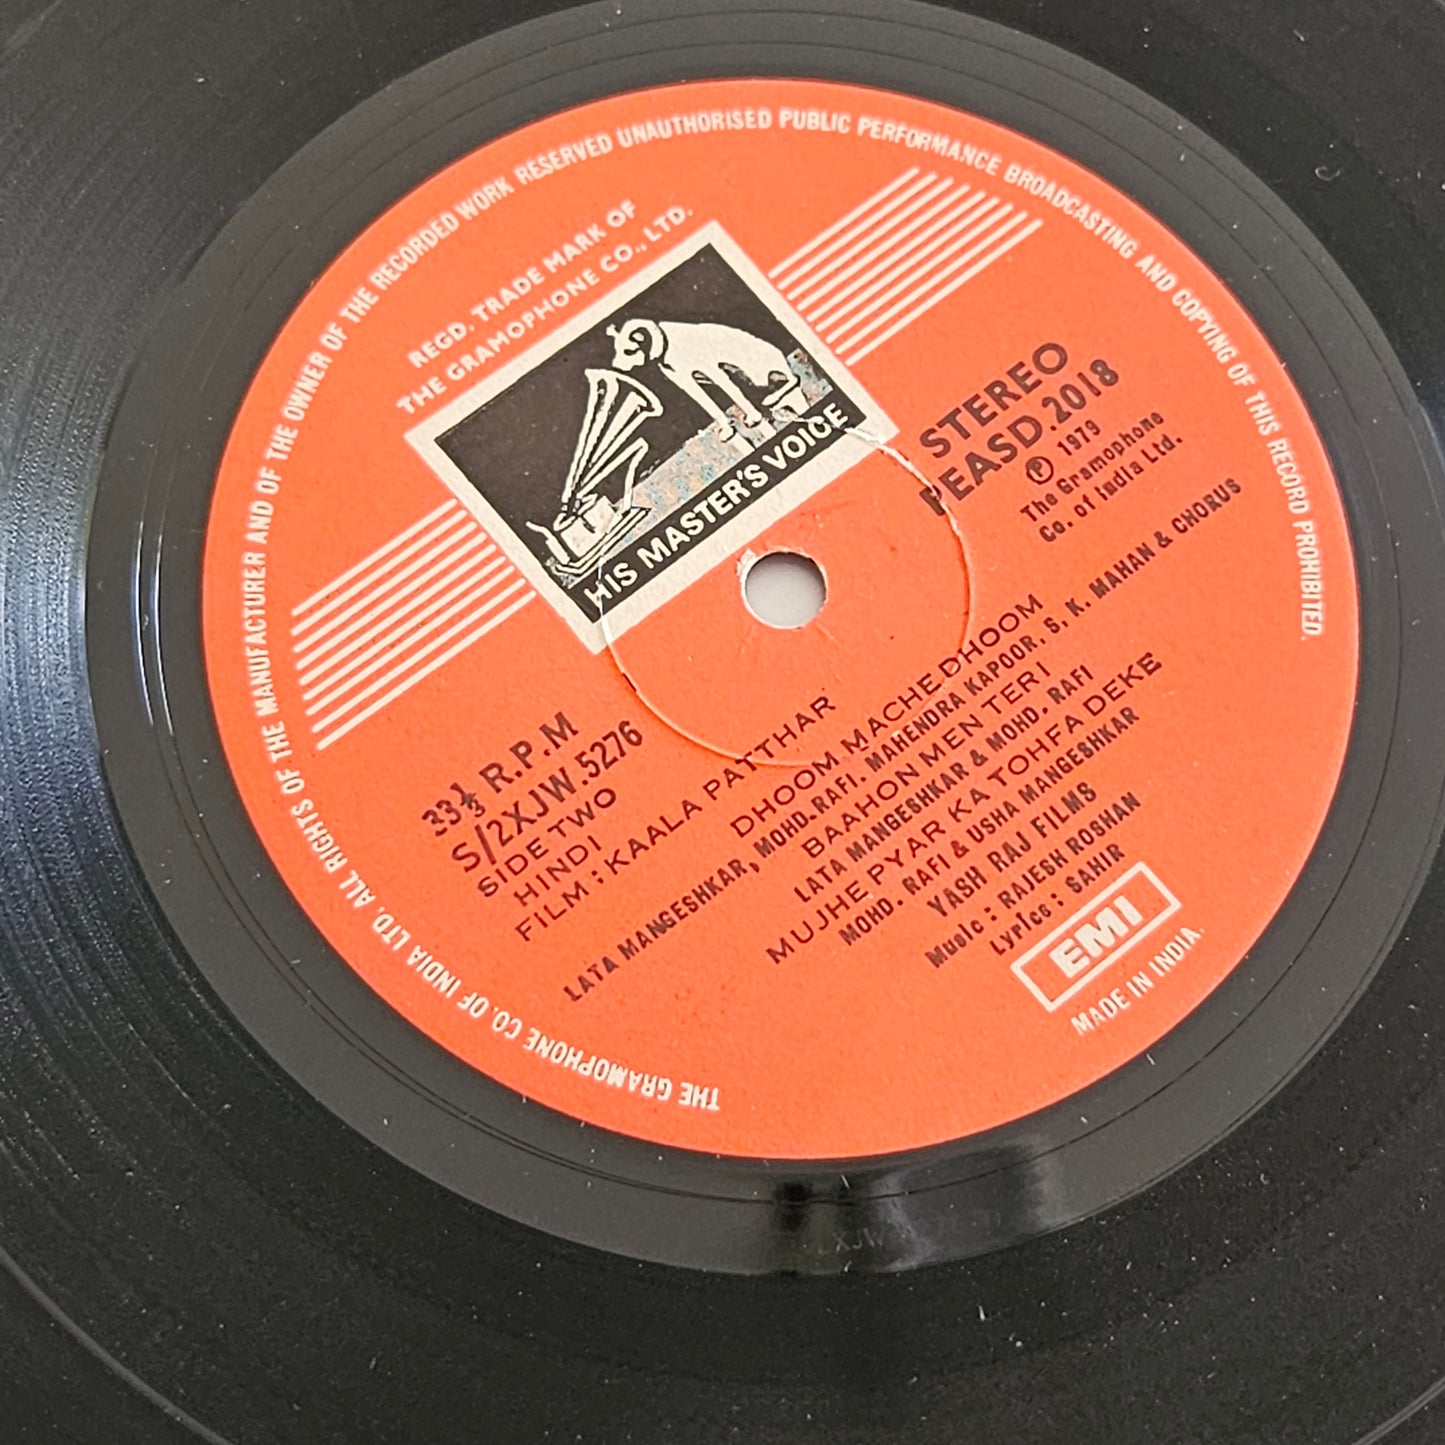 THE GRAMOPHONE CO. OF INDIA LTD. ALL RIGHTS OF THE MANUFACTURER AND OF THE OWNER OF THE RECORDED WORK RESERVED UNAUTHORISED PUBLIC PERFORMANCE BROADCASTING AND COPYING OF THIS RECORD PROHIBITED.
REGD. TRADE MARK OF
THE GRAMOPHONE CO., LTD.
HIS MASTER'S VOICE
STEREO
PEASD.2018
Ⓟ 1979
The Gramophone
Co. of India Ltd.
33⅓ R.P.M
S/2XJW.5276
SIDE TWO
HINDI
FILM : KAALA PATTHAR
DHOOM MACHE DHOOM
LATA MANGESHKAR, MOHD. RAFI. MAHENDRA KAPOOR. S. K. MAHAN & CHORUS
BAAHON MEN TERI
LATA MANGESHKAR & MOHD. RAFI
MUJHE PYAR KA TOHFA DEKE
MOHD. RAFI & USHA MANGESHKAR
YASH RAJ FILMS
Music : RAJESH ROSHAN
Lyrics : SAHIR
EMI
MADE IN INDIA.